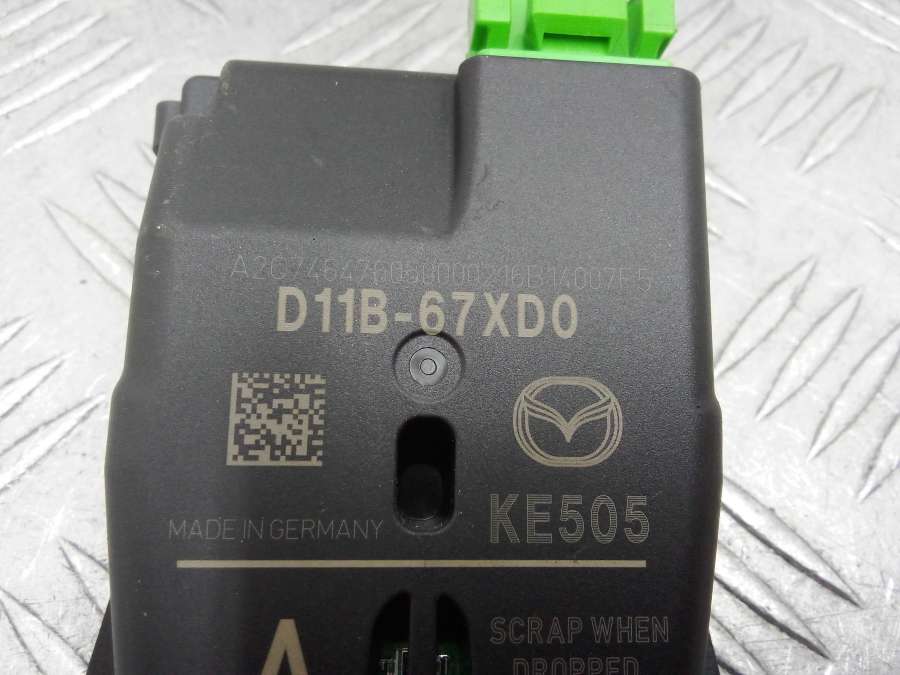 D11B-67XD0
MADE IN GERMANY
KE505
A
SCRAP WHEN
DROPPED